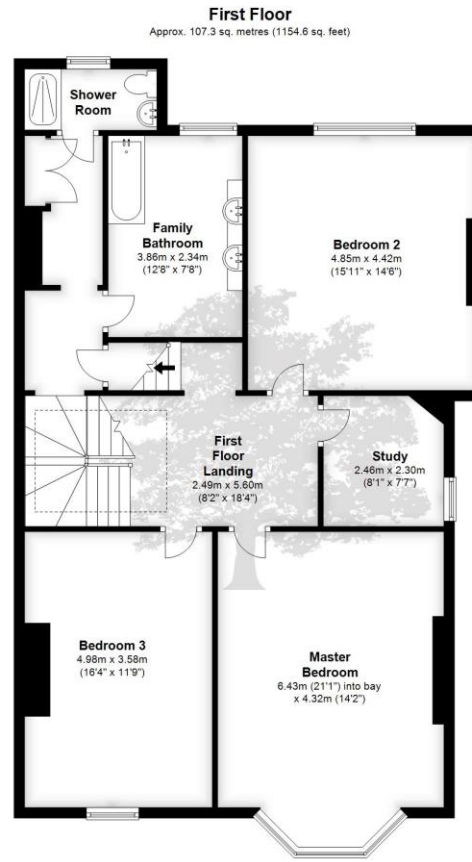 First Floor
Approx. 107.3 sq. metres (1154.6 sq. feet)
Shower
Room
Family
Bathroom
3.86m x 2.34m
(12'8" x 7'8")
Bedroom 2
4.85m x 4.42m
(15'11" x 14'6")
First
Floor
Landing
2.49m x 5.60m
(8'2" x 18'4")
Study
2.46m x 2.30m
(8'1" x 7'7")
Bedroom 3
4.98m x 3.58m
(16'4" x 11'9")
Master
Bedroom
6.43m (21'1") into bay
x 4.32m (14'2")